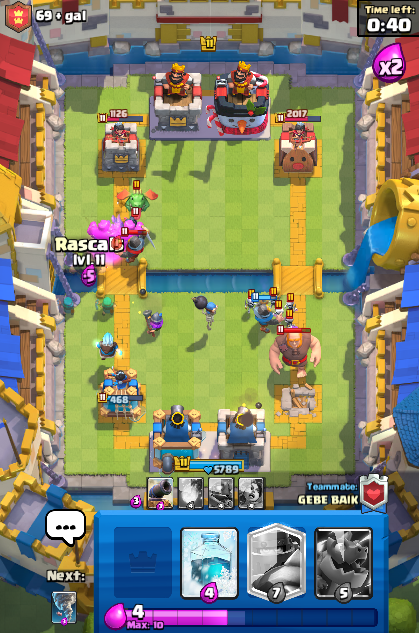 69 + gal
Time left:
0:40
x2
1126
2017
Rascals
lvl.11
5
468
5789
Teammate:
GEBE BAIK
...
4
7
5
Next:
4
Max: 10